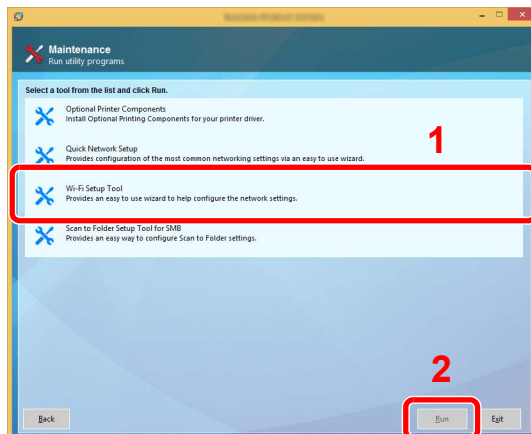 Maintenance
Run utility programs
Select a tool from the list and click Run.
Optional Printer Components
Install Optional Printing Components for your printer driver.
1
Quick Network Setup
Provides configuration of the most common networking settings via an easy to use wizard.
Wi-Fi Setup Tool
Provides an easy to use wizard to help configure the network settings.
Scan to Folder Setup Tool for SMB
Provides an easy way to configure Scan to Folder settings.
2
Back
Run
Exit